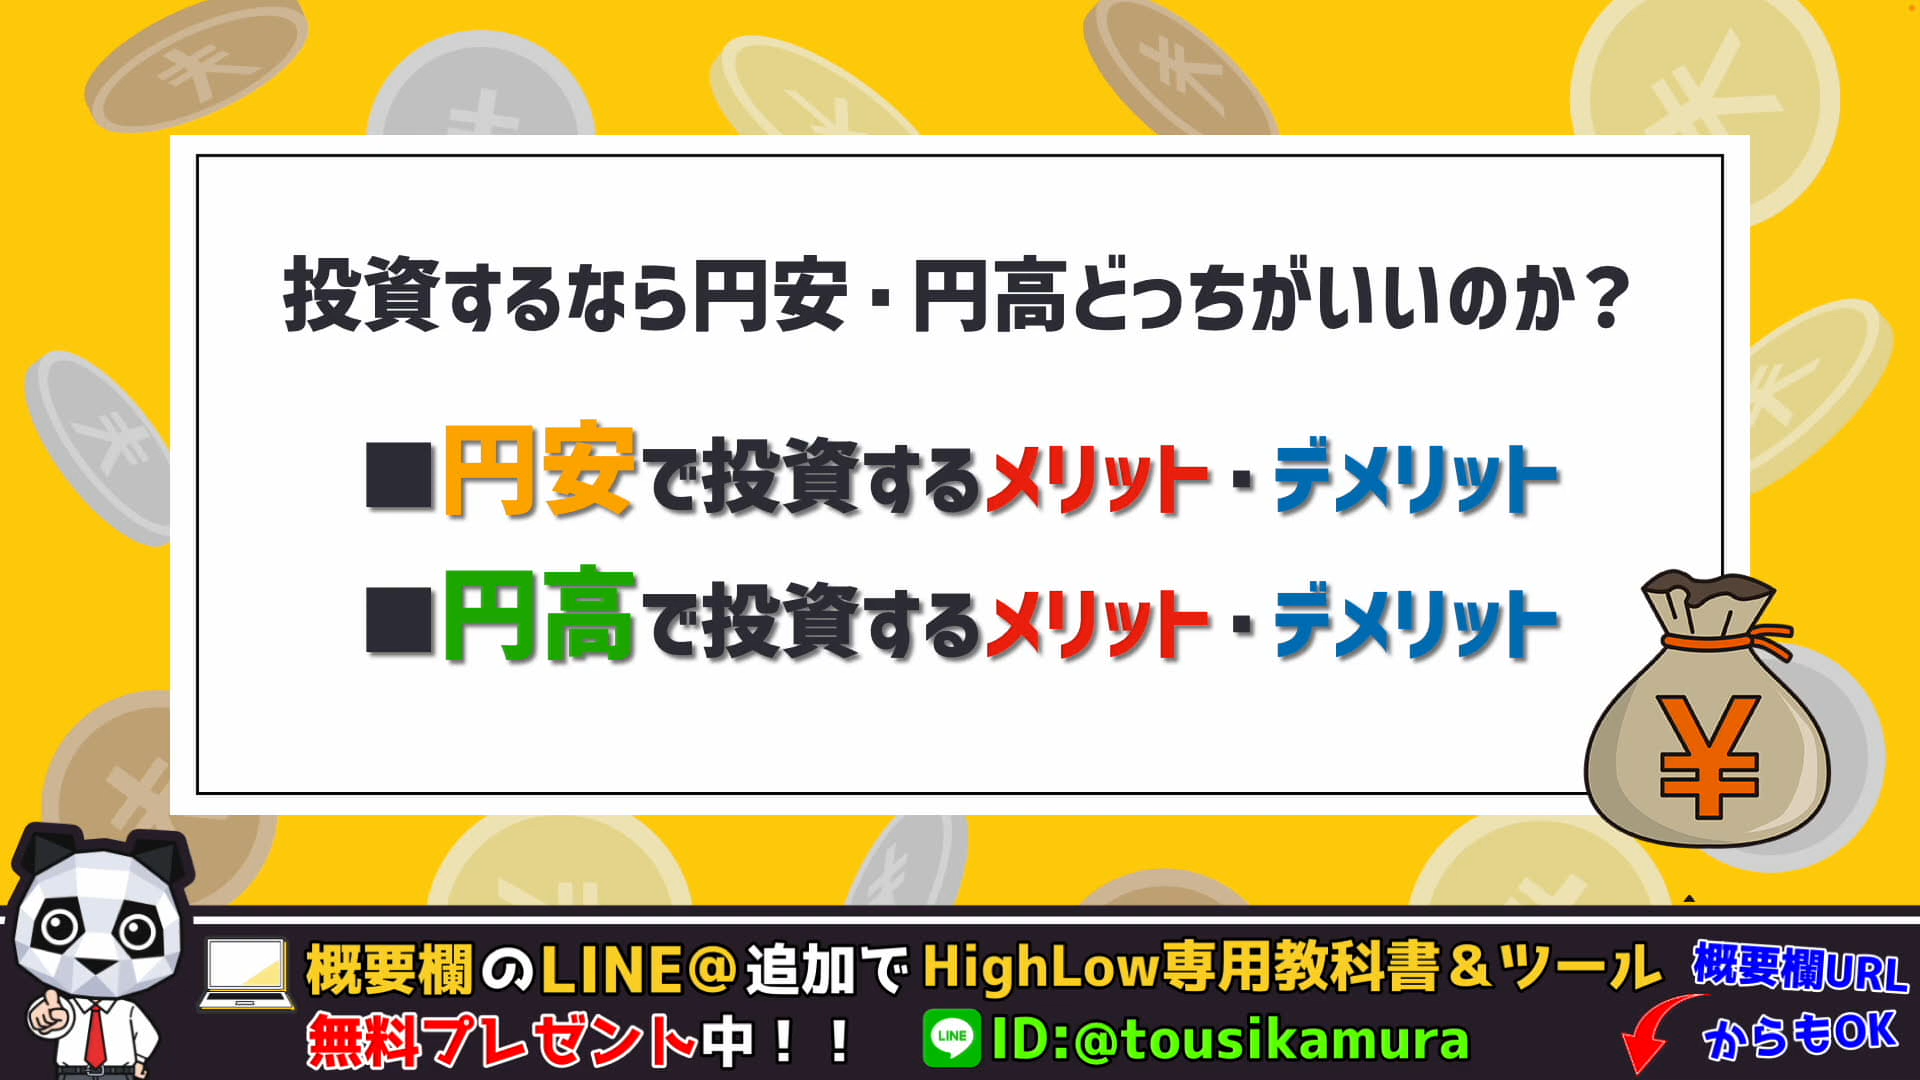 投資するなら円安・円高どっちがいいのか？
■円安で投資するメリット・デメリット
■円高で投資するメリット・デメリット
¥
概要欄のLINE@追加でHighLow専用教科書＆ツール
無料プレゼント中！！
LINE ID:@tousikamura
概要欄URL
からもOK